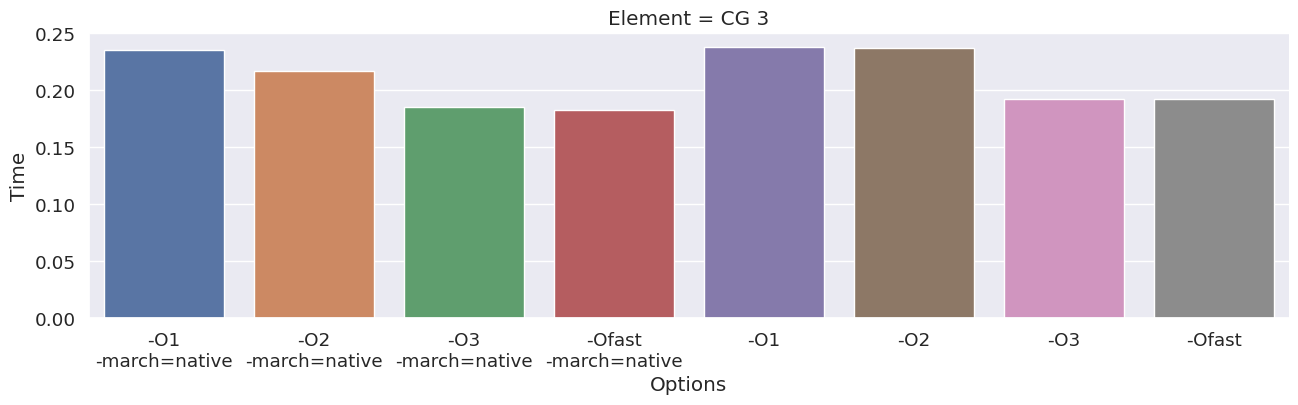 Element = CG 3
0.25
0.20
0.15
0.10
0.05
0.00
Time
-O1 -O2 -O3 -Ofast -O1 -O2 -O3 -Ofast
-march=native -march=native -march=native -march=native
Options